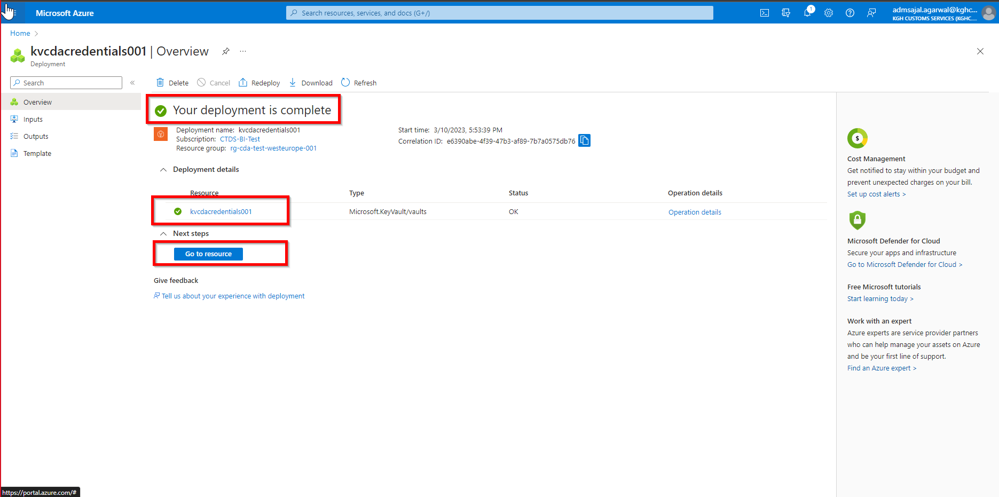 Microsoft Azure
Search resources, services, and docs (G+/)
1
admsajal.agarwal@kghc...
KGH CUSTOMS SERVICES (KGHC....
Home >
kvcdacredentials001 | Overview
...
Deployment
Search
«
Delete
Cancel
Redeploy
Download
Refresh
Overview
Inputs
Outputs
Template
Your deployment is complete
Deployment name: kvcdacredentials001
Subscription: CTDS-BI-Test
Resource group: rg-cda-test-westeurope-001
Start time: 3/10/2023, 5:53:39 PM
Correlation ID: e6390abe-4f39-47b3-af89-7b7a0575db76
Deployment details
Resource Type Status Operation details
kvcdacredentials001 Microsoft.KeyVault/vaults OK Operation details
Next steps
Go to resource
Give feedback
Tell us about your experience with deployment
$
Cost Management
Get notified to stay within your budget and
prevent unexpected charges on your bill.
Set up cost alerts >
Microsoft Defender for Cloud
Secure your apps and infrastructure
Go to Microsoft Defender for Cloud >
Free Microsoft tutorials
Start learning today >
Work with an expert
Azure experts are service provider partners
who can help manage your assets on Azure
and be your first line of support.
Find an Azure expert >
https://portal.azure.com/#